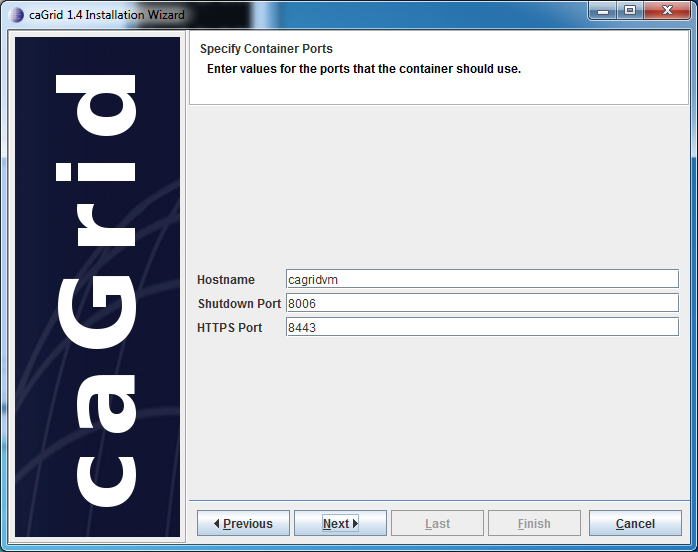 caGrid 1.4 Installation Wizard
caGrid
Specify Container Ports
Enter values for the ports that the container should use.
Hostname cagridvm
Shutdown Port 8006
HTTPS Port 8443
Previous Next Last Finish Cancel